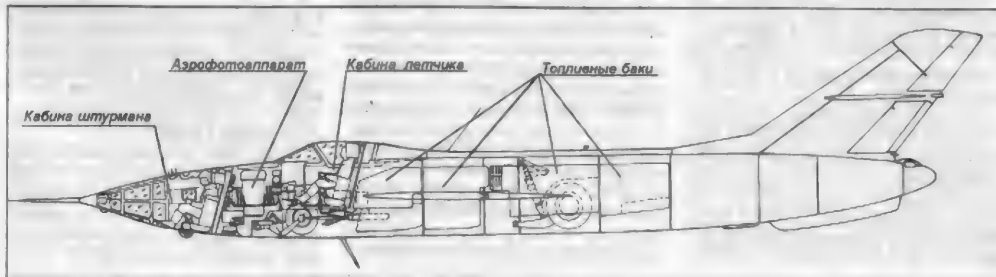 Аэрофотоаппарат
Кабина летчика
Топливные баки
Кабина штурмана